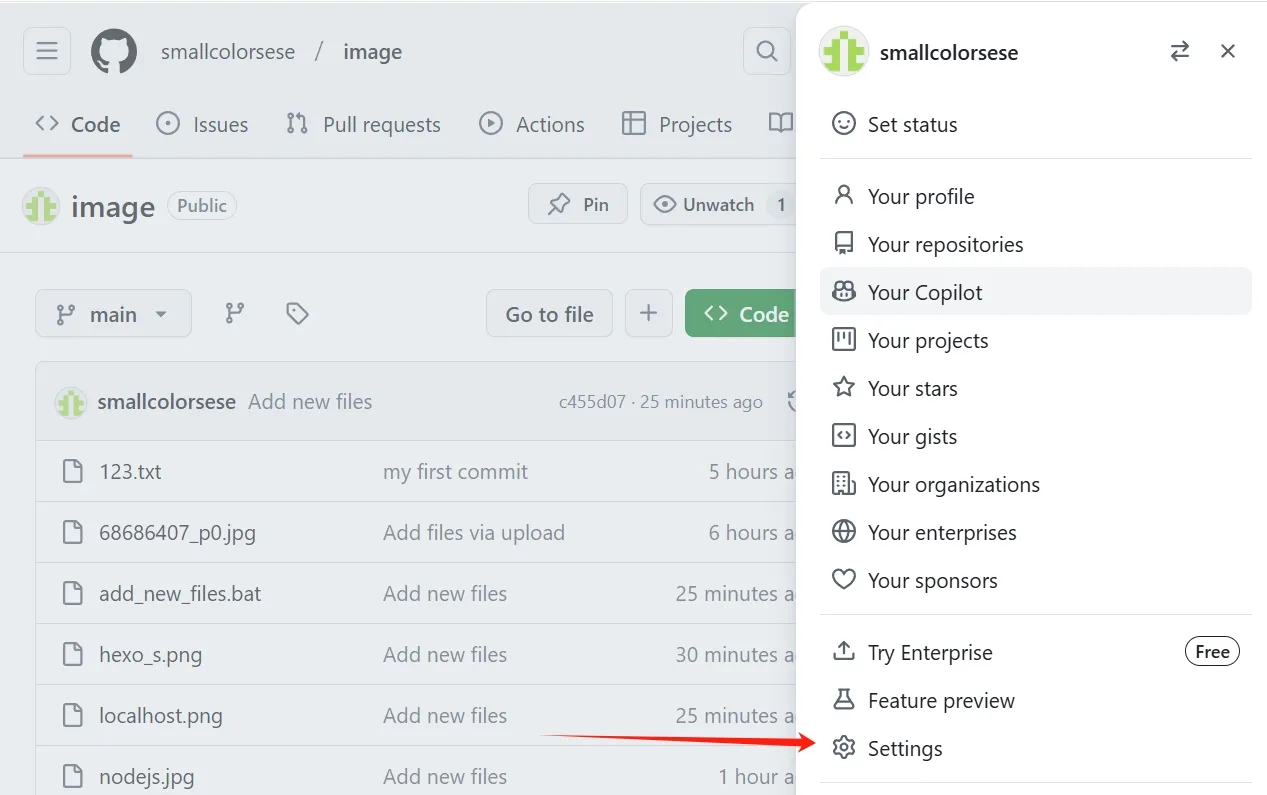 smallcolorsese / image
Code Issues Pull requests Actions Projects
image Public Pin Unwatch 1
main Go to file Code
smallcolorsese Add new files c455d07 · 25 minutes ago
123.txt my first commit 5 hours a
68686407_p0.jpg Add files via upload 6 hours a
add_new_files.bat Add new files 25 minutes a
hexo_s.png Add new files 30 minutes a
localhost.png Add new files 25 minutes a
nodejs.jpg Add new files 1 hour a
smallcolorsese
Set status
Your profile
Your repositories
Your Copilot
Your projects
Your stars
Your gists
Your organizations
Your enterprises
Your sponsors
Try Enterprise Free
Feature preview
Settings